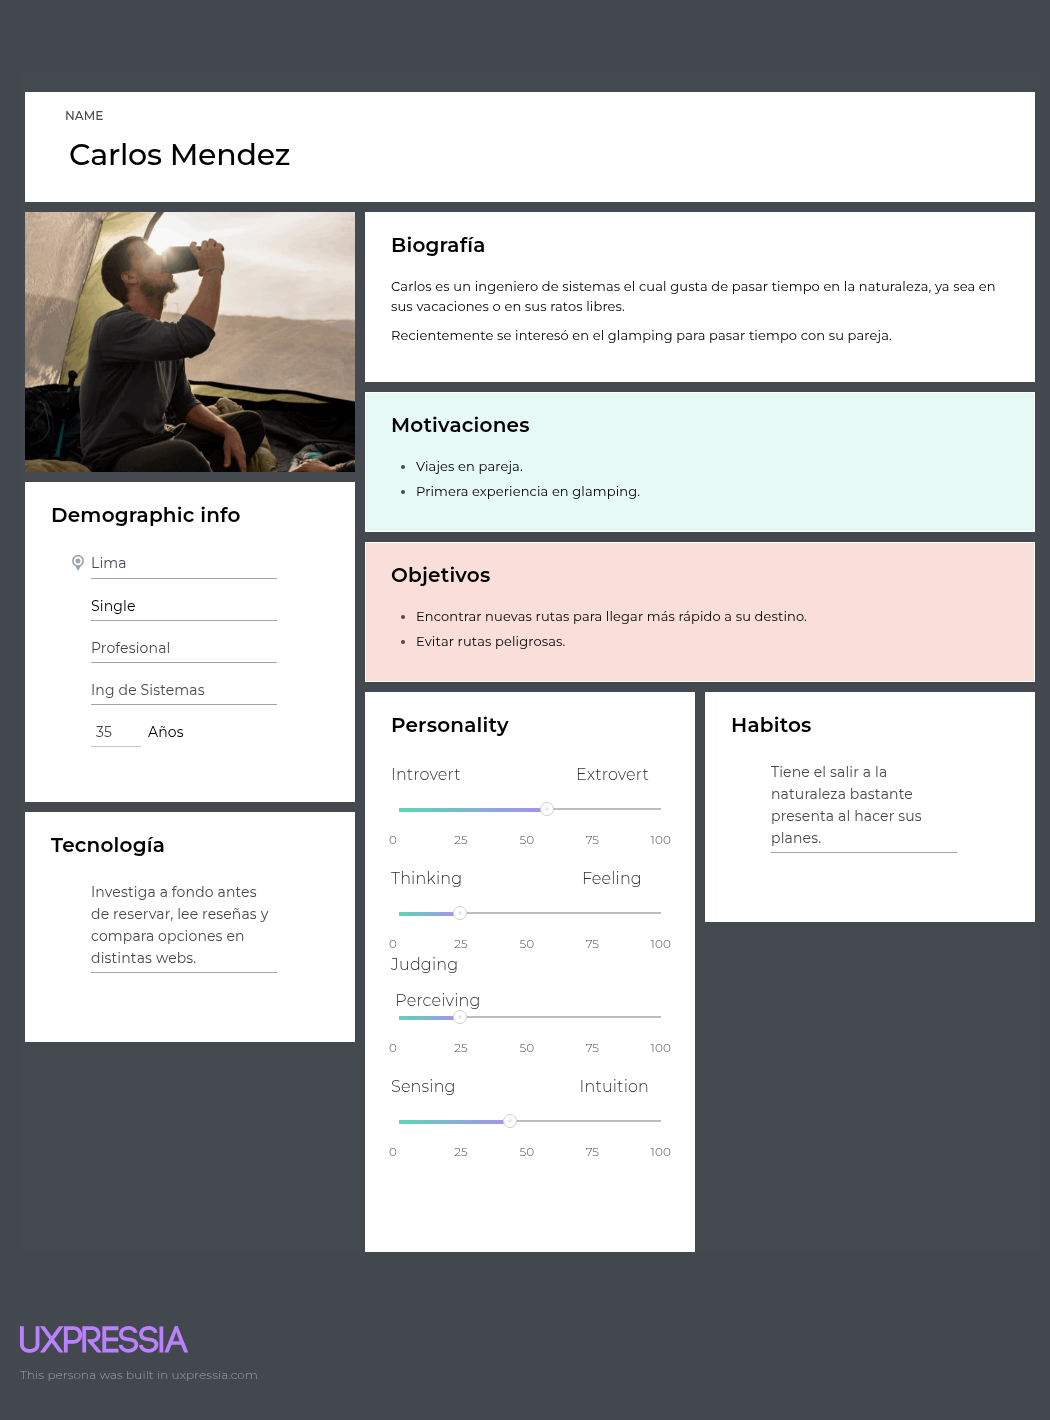 NAME
Carlos Mendez
Biografía
Carlos es un ingeniero de sistemas el cual gusta de pasar tiempo en la naturaleza, ya sea en
sus vacaciones o en sus ratos libres.
Recientemente se interesó en el glamping para pasar tiempo con su pareja.
Motivaciones
• Viajes en pareja.
• Primera experiencia en glamping.
Demographic info
Lima
Single
Profesional
Ing de Sistemas
35 Años
Objetivos
• Encontrar nuevas rutas para llegar más rápido a su destino.
• Evitar rutas peligrosas.
Tecnología
Investiga a fondo antes
de reservar, lee reseñas y
compara opciones en
distintas webs.
Personality
Introvert Extrovert
0 25 50 75 100
Thinking Feeling
0 25 50 75 100
Judging
Perceiving
0 25 50 75 100
Sensing Intuition
0 25 50 75 100
Habitos
Tiene el salir a la
naturaleza bastante
presenta al hacer sus
planes.
UXPRESSIA
This persona was built in uxpressia.com